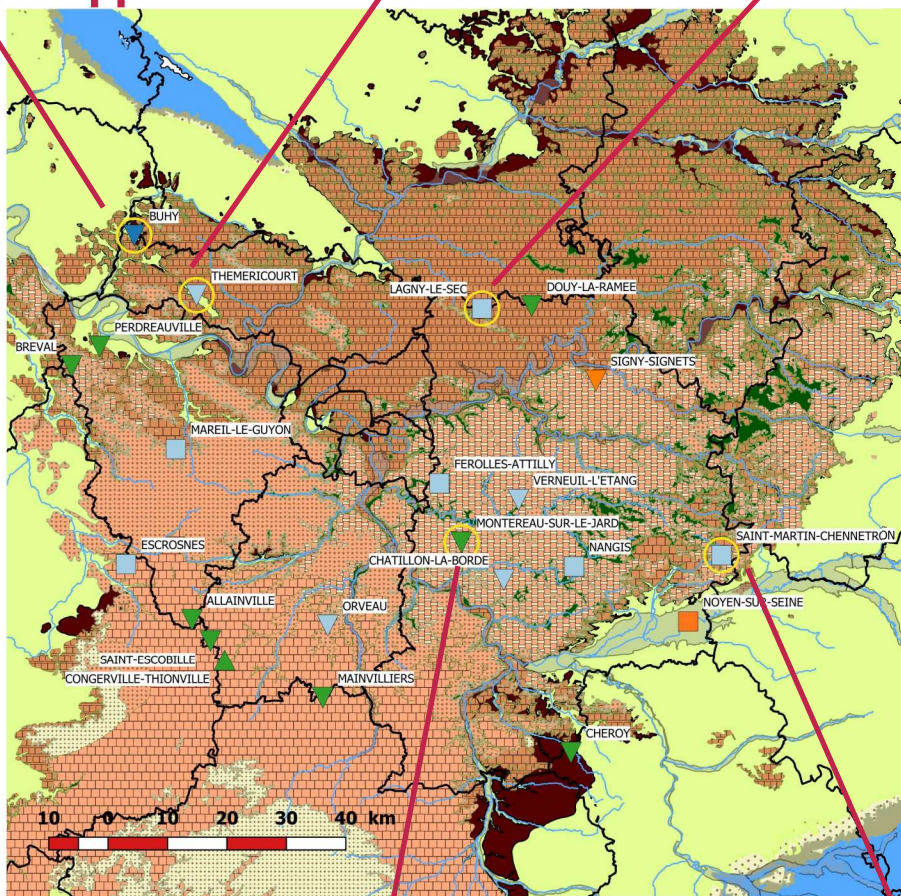 BUHY
THEMERICOURT
LAGNY-LE-SEC
DOUY-LA-RAMEE
PERDREAUVILLE
BREVAL
SIGNY-SIGNETS
MAREIL-LE-GUYON
FEROLLES-ATTILLY
VERNEUIL-L'ETANG
MONTEREAU-SUR-LE-JARD
SAINT-MARTIN-CHENNETRON
ESCROSNES
CHATILLON-LA-BORDE
NANGIS
ALLAINVILLE
ORVEAU
NOYEN-SUR-SEINE
SAINT-ESCOBILLE
CONGERVILLE-THIONVILLE
MAINVILLIERS
CHEROY
10 0 10 20 30 40 km